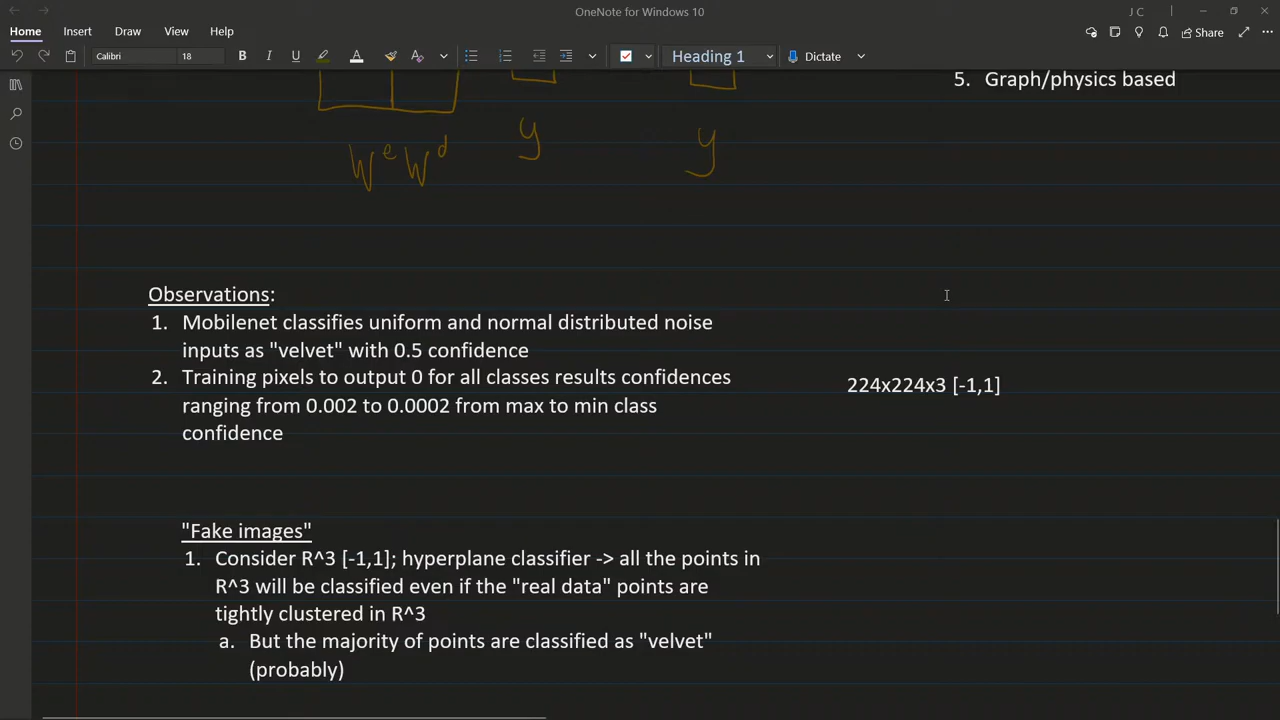 OneNote for Windows 10
J C
Home Insert Draw View Help
Share
Calibri 18 B I U A Heading 1 Dictate
5. Graph/physics based
W^e W^d y y
Observations:
1. Mobilenet classifies uniform and normal distributed noise
inputs as "velvet" with 0.5 confidence
2. Training pixels to output 0 for all classes results confidences
ranging from 0.002 to 0.0002 from max to min class
confidence
224x224x3 [-1,1]
"Fake images"
1. Consider R^3 [-1,1]; hyperplane classifier -> all the points in
R^3 will be classified even if the "real data" points are
tightly clustered in R^3
a. But the majority of points are classified as "velvet"
(probably)